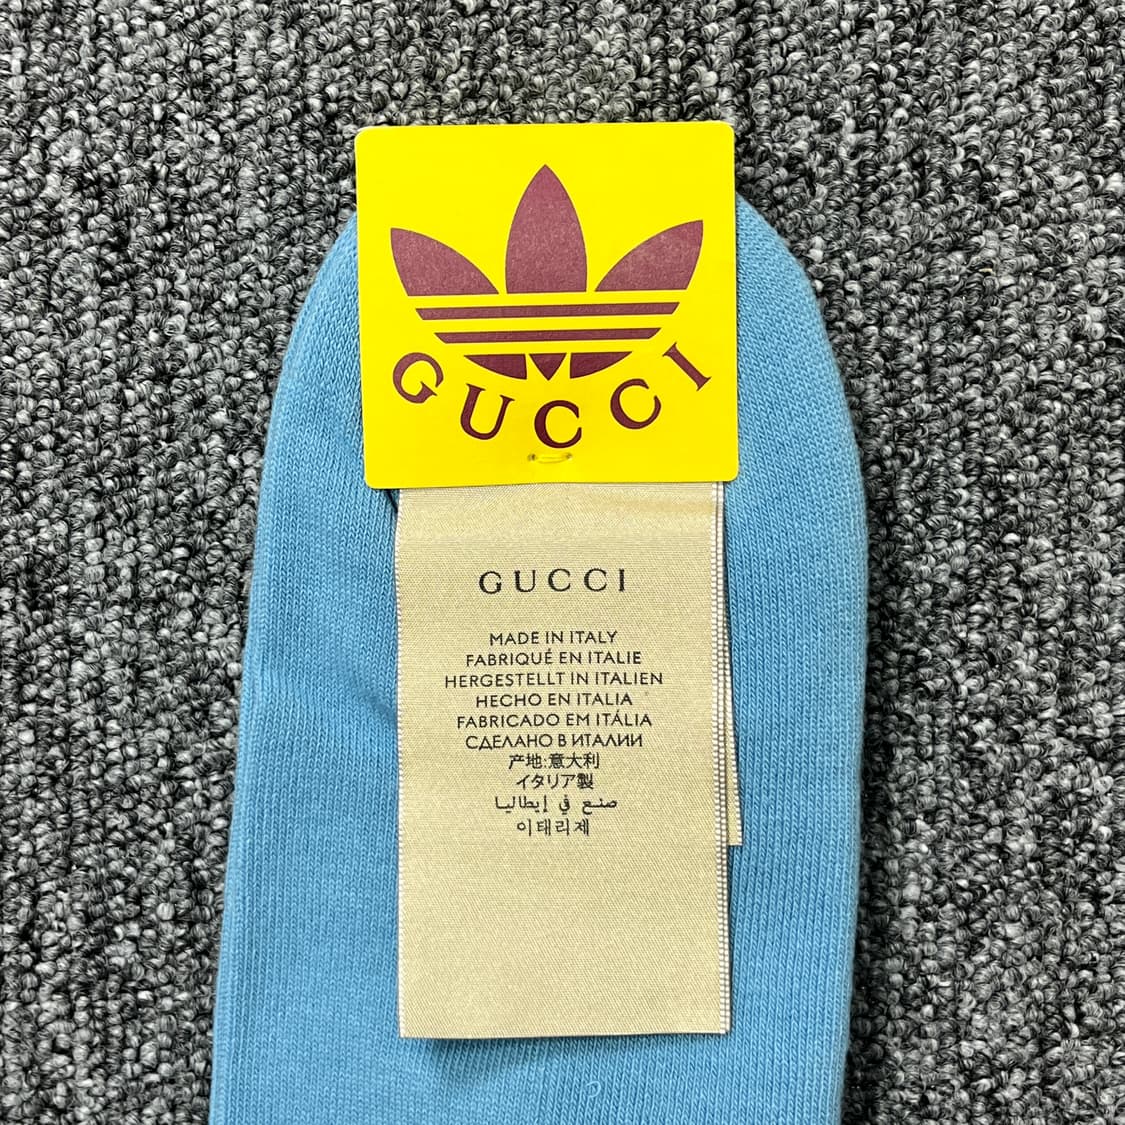 GUCCI
GUCCI
MADE IN ITALY
FABRIQUÉ EN ITALIE
HERGESTELLT IN ITALIEN
HECHO EN ITALIA
FABRICADO EM ITÁLIA
СДЕЛАНО В ИТАЛИИ
产地:意大利
イタリア製
صنع في إيطاليا
이태리제